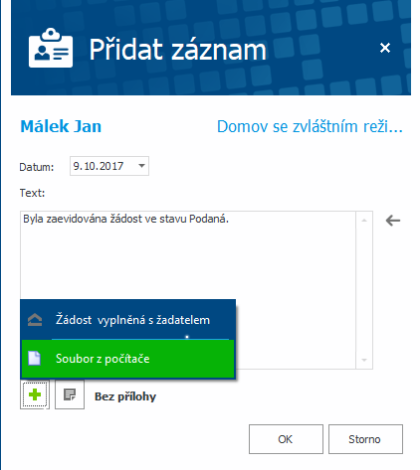 Přidat záznam
Málek Jan
Domov se zvláštním reži...
Datum: 9.10.2017
Text:
Byla zaevidována žádost ve stavu Podaná.
Žádost vyplněná s žadatelem
Soubor z počítače
Bez přílohy
OK
Storno